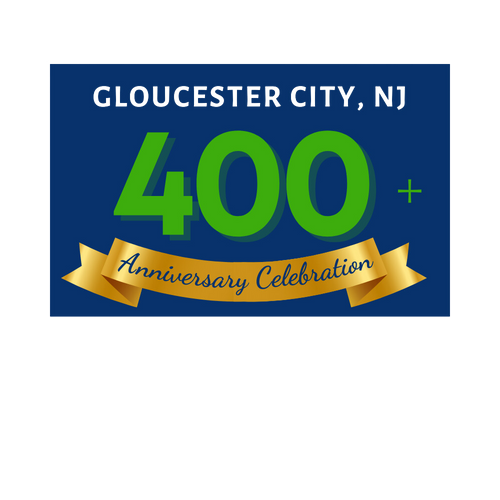 GLOUCESTER CITY, NJ
400 +
Anniversary Celebration